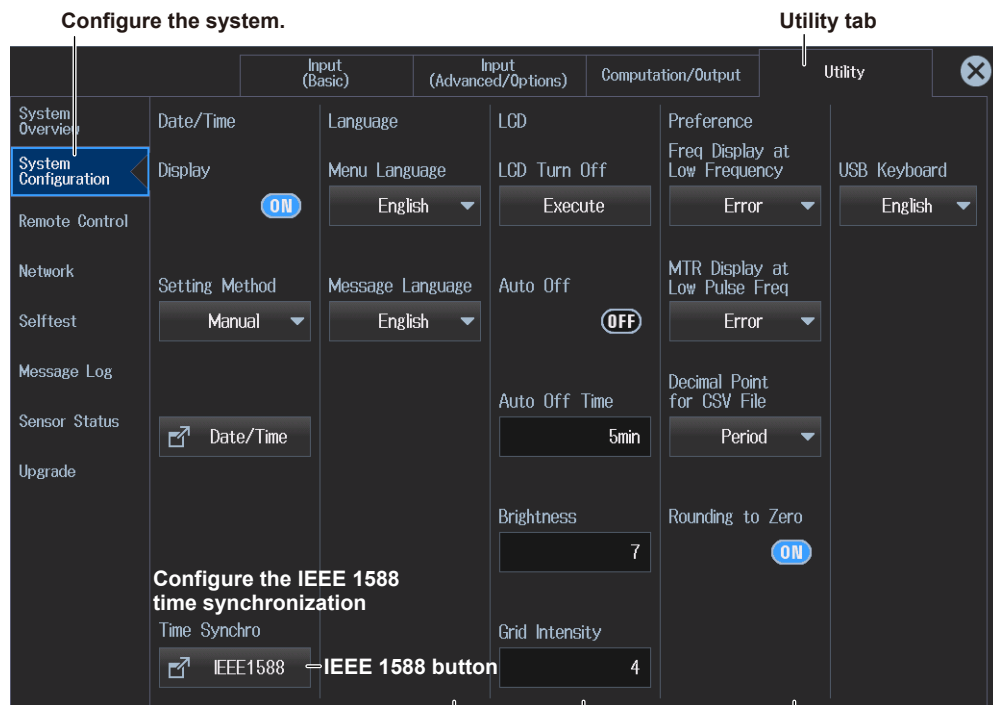 Configure the system.
Utility tab
Input
(Basic)
Input
(Advanced/Options)
Computation/Output
Utility
System
Overview
System
Configuration
Remote Control
Network
Selftest
Message Log
Sensor Status
Upgrade
Date/Time
Display
ON
Setting Method
Manual
Date/Time
Configure the IEEE 1588
time synchronization
Time Synchro
IEEE1588
IEEE 1588 button
Language
Menu Language
English
Message Language
English
LCD
LCD Turn Off
Execute
Auto Off
OFF
Auto Off Time
5min
Brightness
7
Grid Intensity
4
Preference
Freq Display at
Low Frequency
Error
MTR Display at
Low Pulse Freq
Error
Decimal Point
for CSV File
Period
Rounding to Zero
ON
USB Keyboard
English